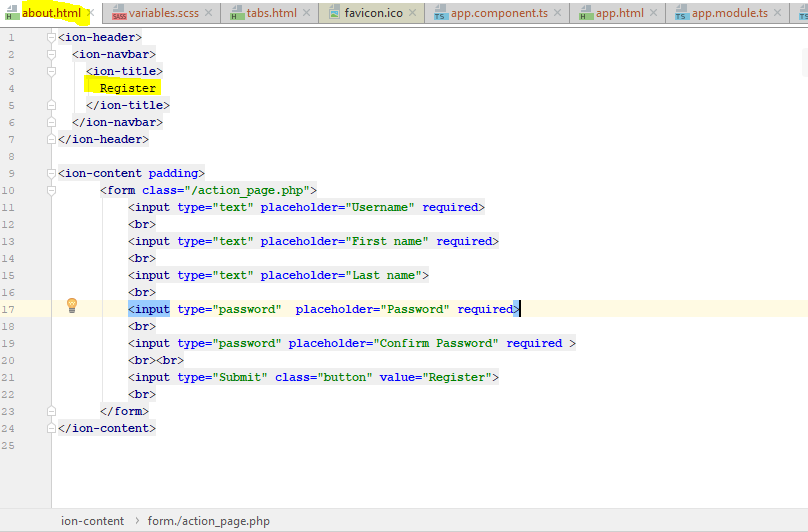 about.html variables.scss tabs.html favicon.ico app.component.ts app.html app.module.ts
1 <ion-header>
2 <ion-navbar>
3 <ion-title>
4 Register
5 </ion-title>
6 </ion-navbar>
7 </ion-header>
8
9 <ion-content padding>
10 <form class="/action_page.php">
11 <input type="text" placeholder="Username" required>
12 <br>
13 <input type="text" placeholder="First name" required>
14 <br>
15 <input type="text" placeholder="Last name">
16 <br>
17 <input type="password"  placeholder="Password" required>
18 <br>
19 <input type="password" placeholder="Confirm Password" required >
20 <br><br>
21 <input type="Submit" class="button" value="Register">
22 <br>
23 </form>
24 </ion-content>
25
ion-content form./action_page.php